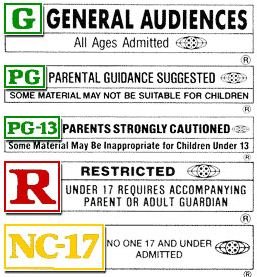 G GENERAL AUDIENCES
All Ages Admitted
®
PG PARENTAL GUIDANCE SUGGESTED
SOME MATERIAL MAY NOT BE SUITABLE FOR CHILDREN
®
PG-13 PARENTS STRONGLY CAUTIONED
Some Material May Be Inappropriate for Children Under 13
®
R RESTRICTED
UNDER 17 REQUIRES ACCOMPANYING
PARENT OR ADULT GUARDIAN
®
NC-17 NO ONE 17 AND UNDER
ADMITTED
®